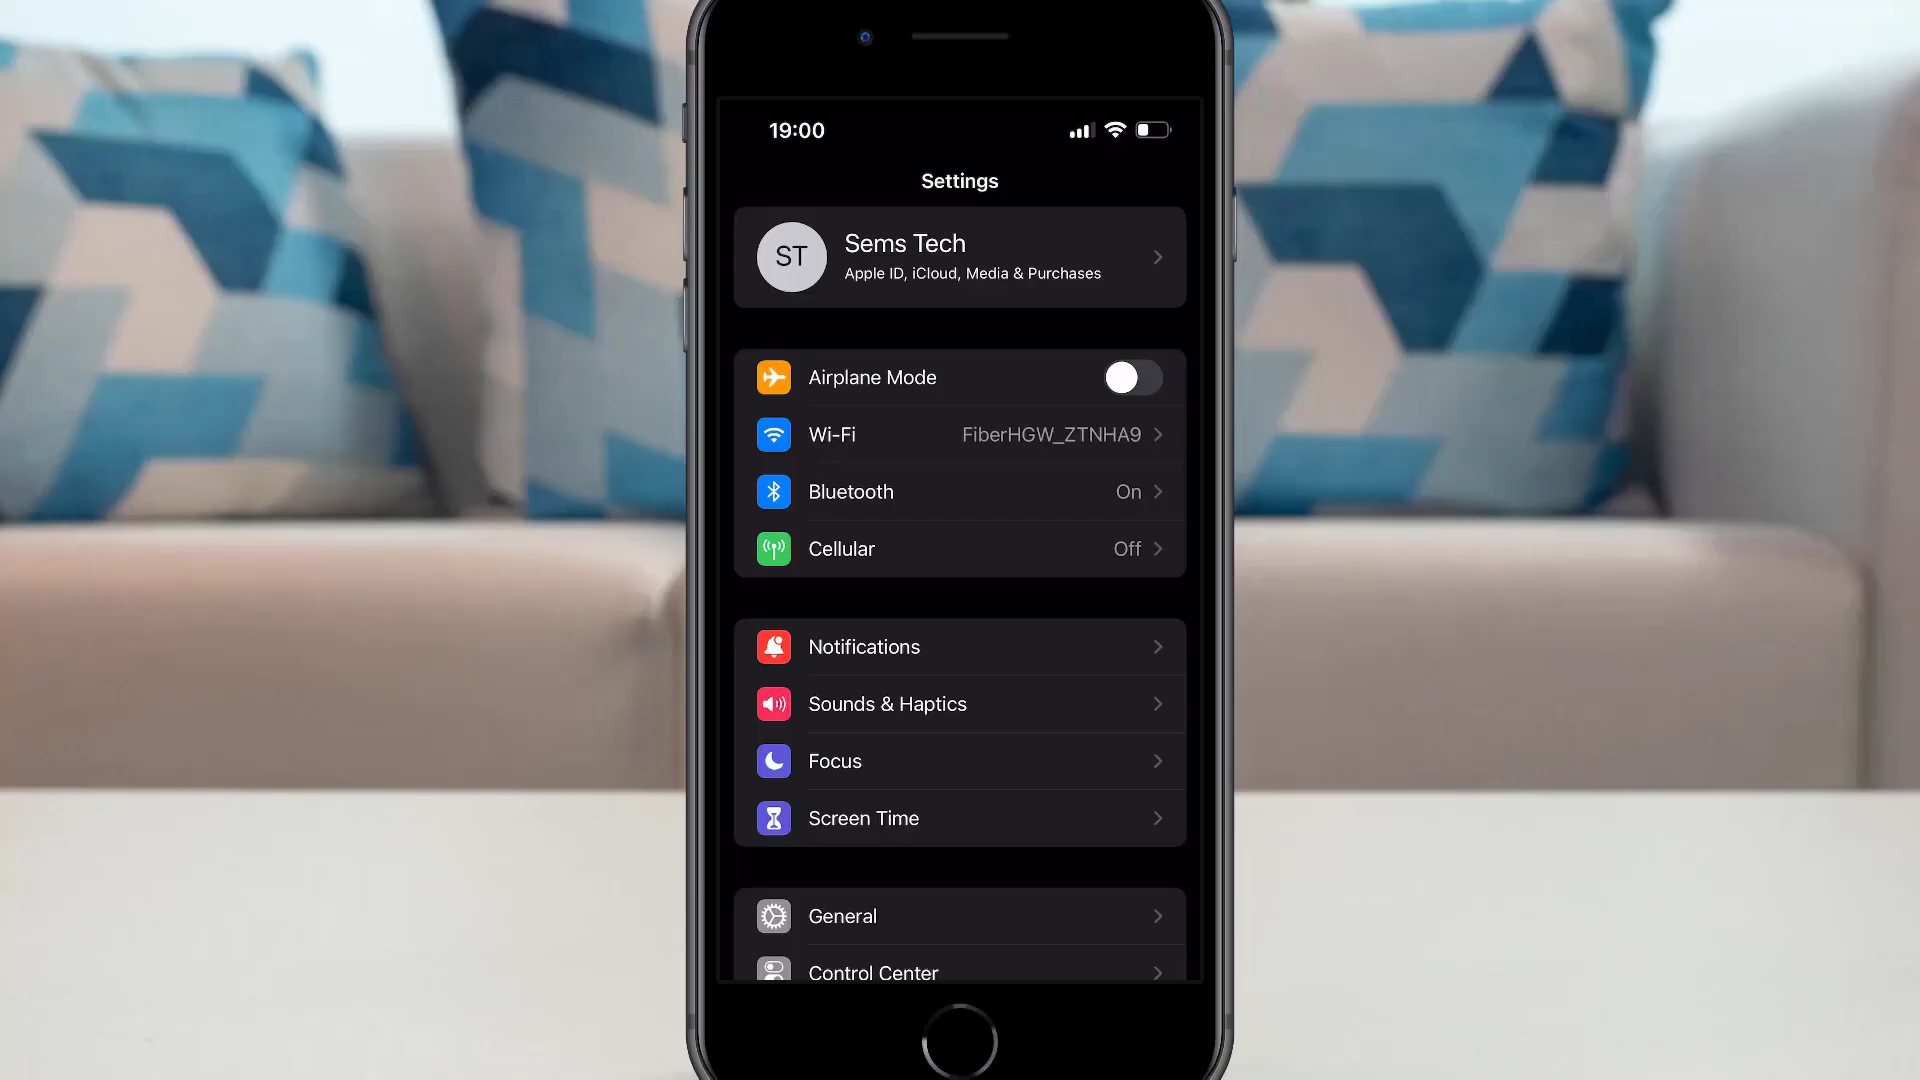 19:00
Settings
ST
Sems Tech
Apple ID, iCloud, Media & Purchases
Airplane Mode
Wi-Fi FiberHGW_ZTNHA9
Bluetooth On
Cellular Off
Notifications
Sounds & Haptics
Focus
Screen Time
General
Control Center